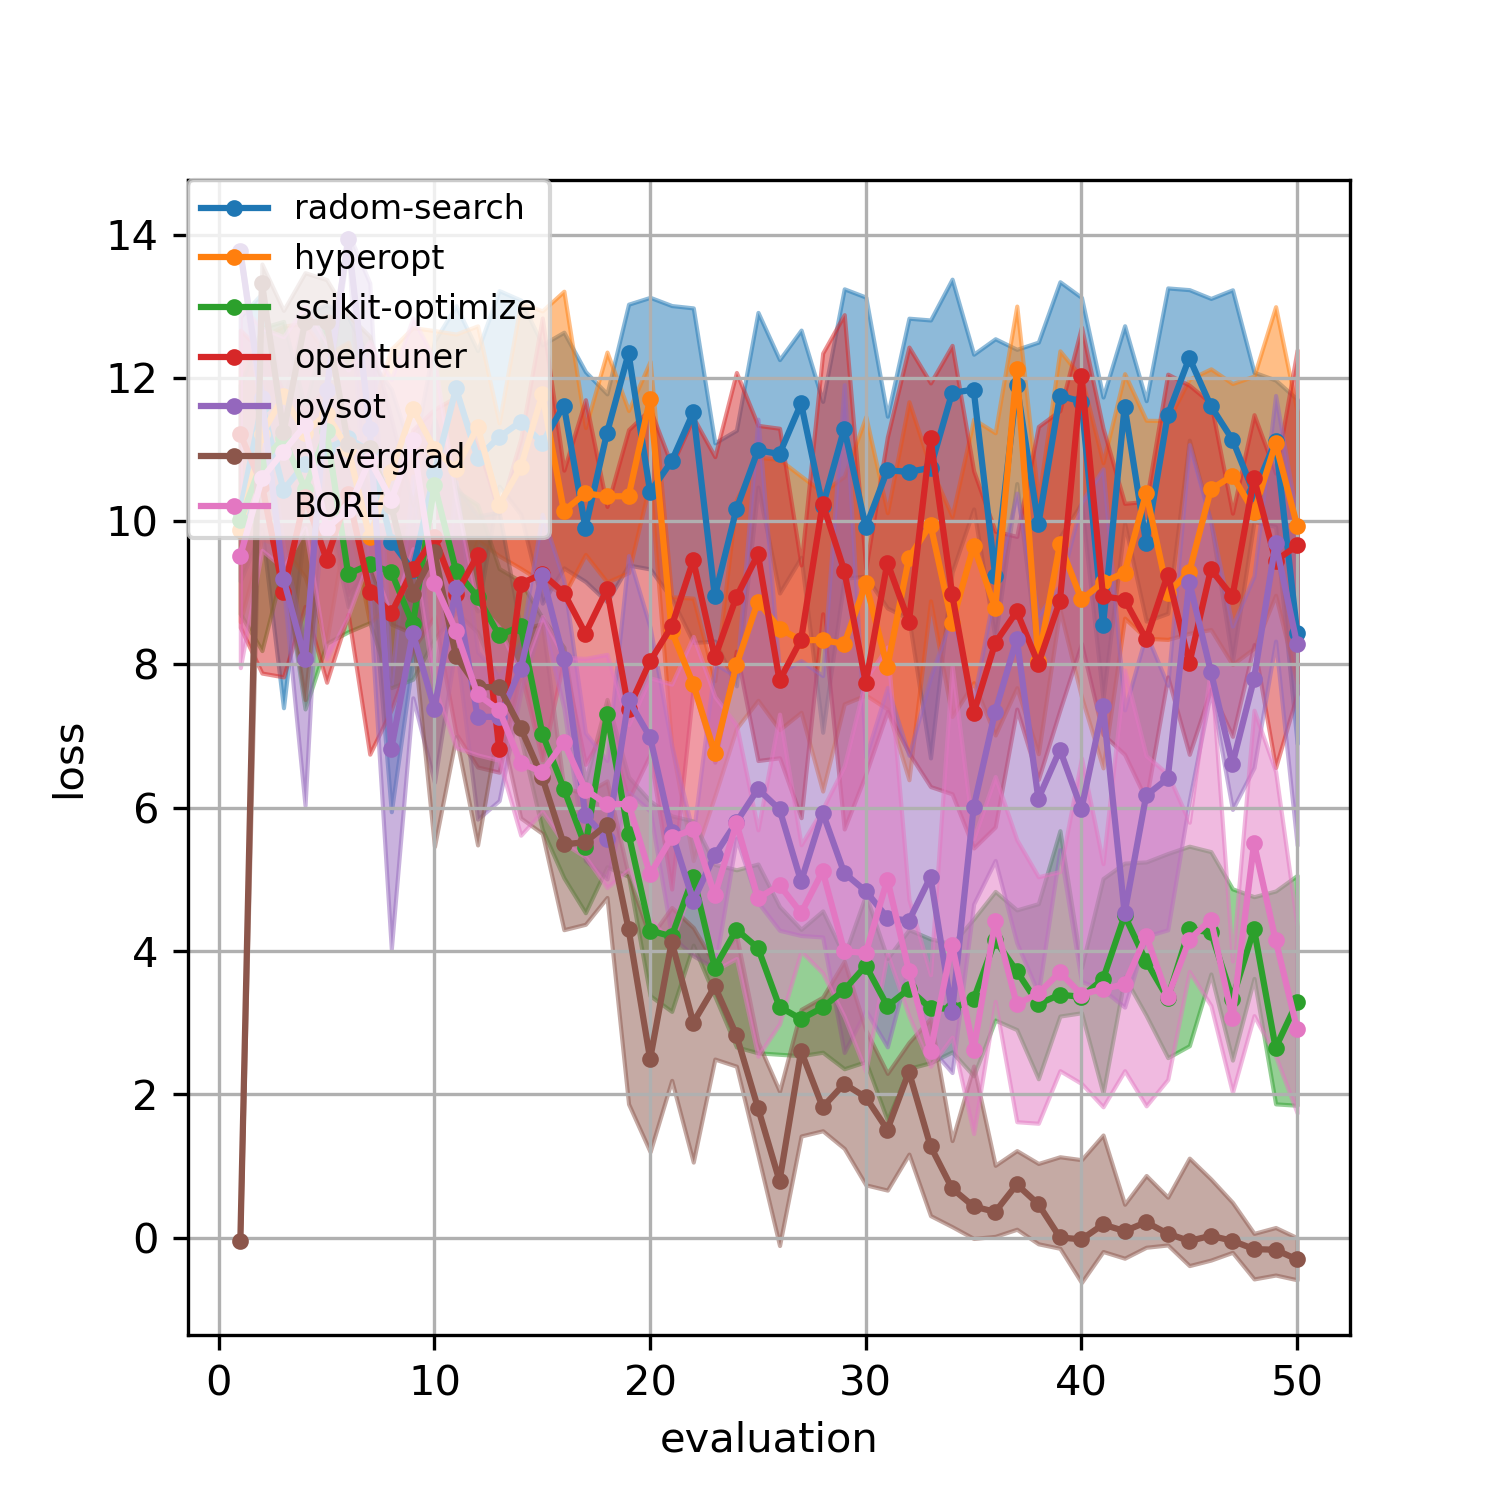 radom-search
hyperopt
scikit-optimize
opentuner
pysot
nevergrad
BORE
14
12
10
8
6
4
2
0
loss
0 10 20 30 40 50
evaluation